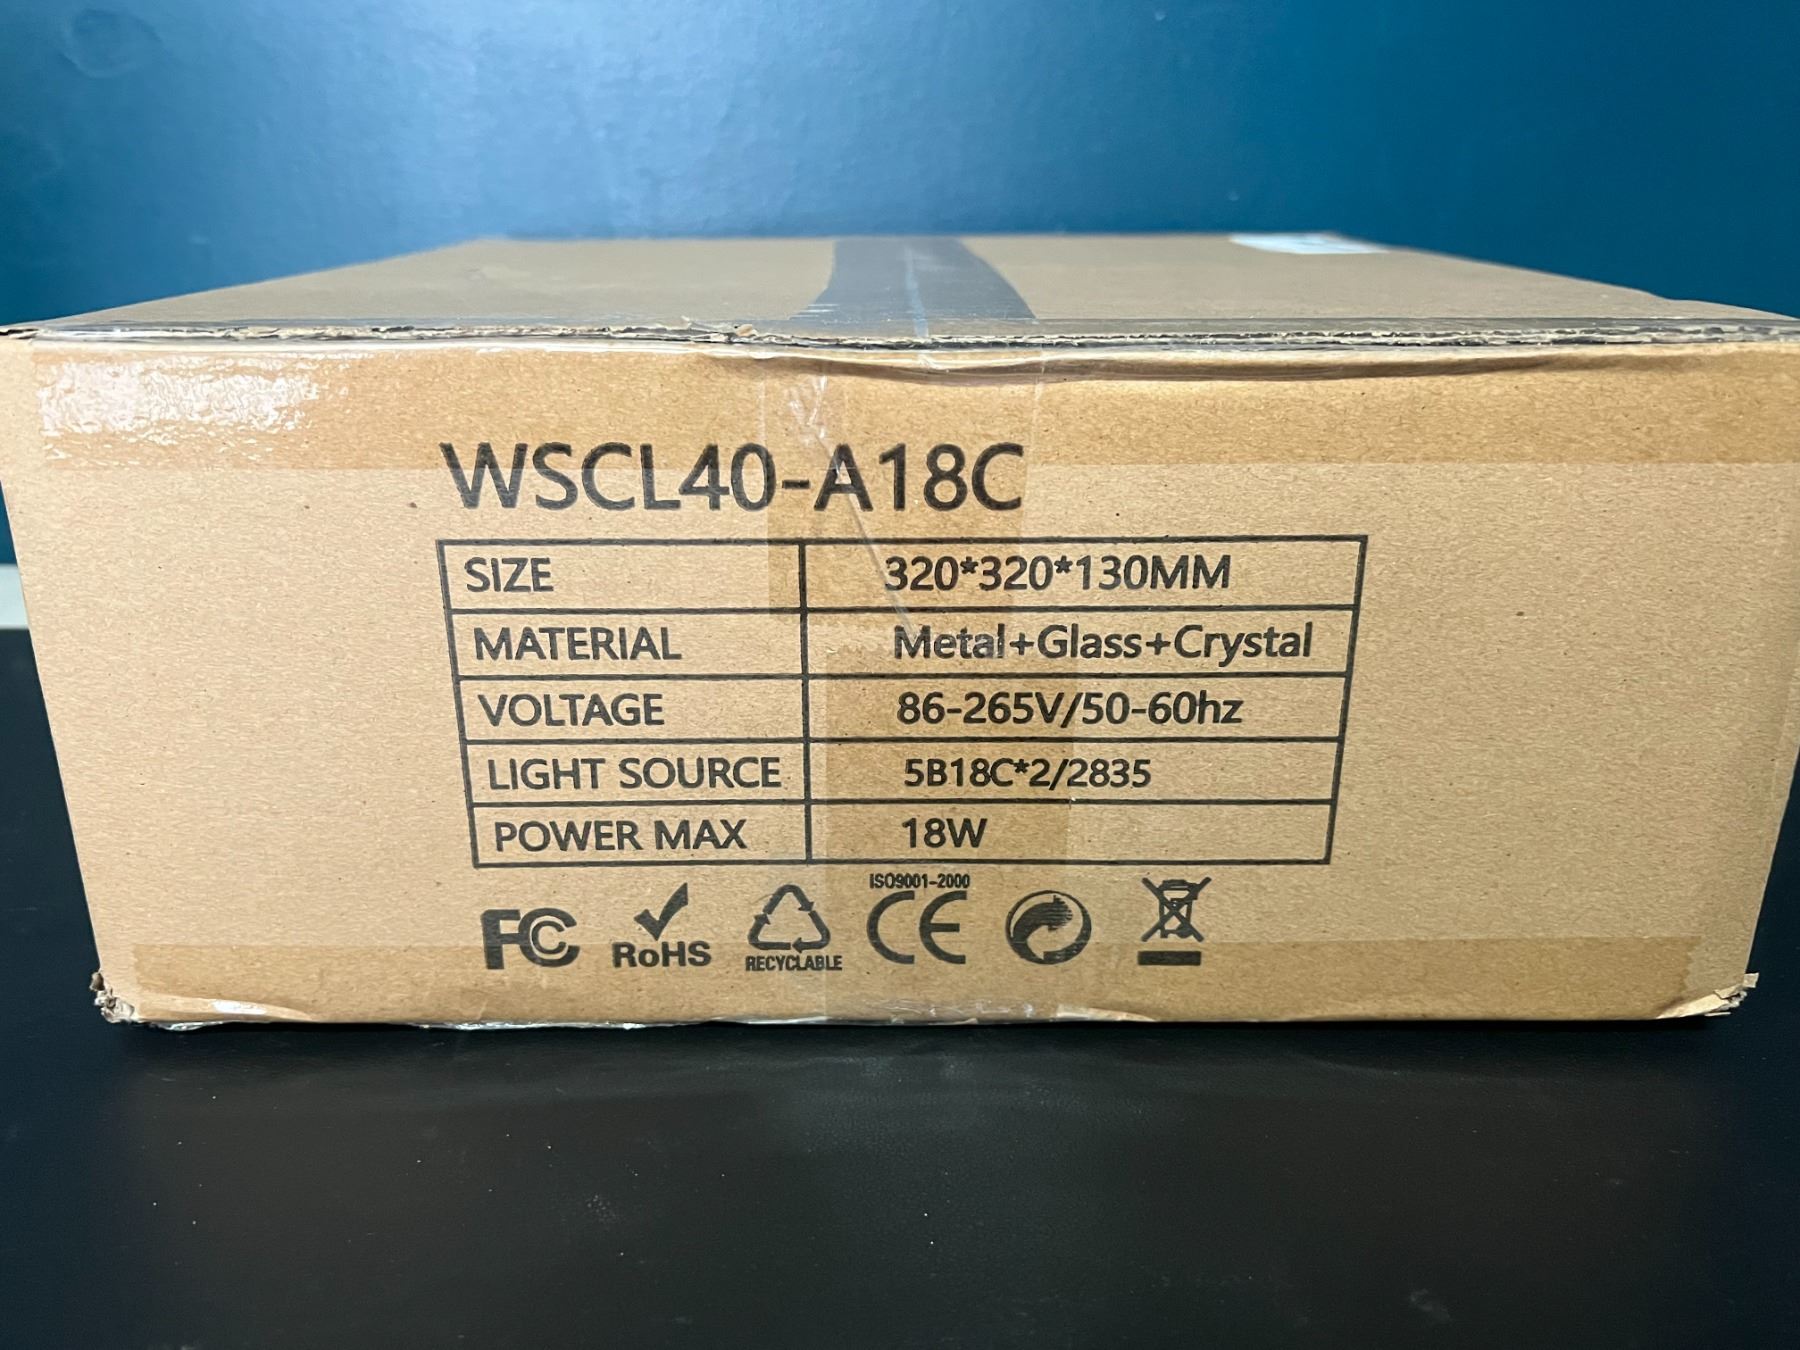 WSCL40-A18C
SIZE 320*320*130MM
MATERIAL Metal+Glass+Crystal
VOLTAGE 86-265V/50-60hz
LIGHT SOURCE 5B18C*2/2835
POWER MAX 18W
ISO9001-2000
FC RoHS RECYCLABLE CE